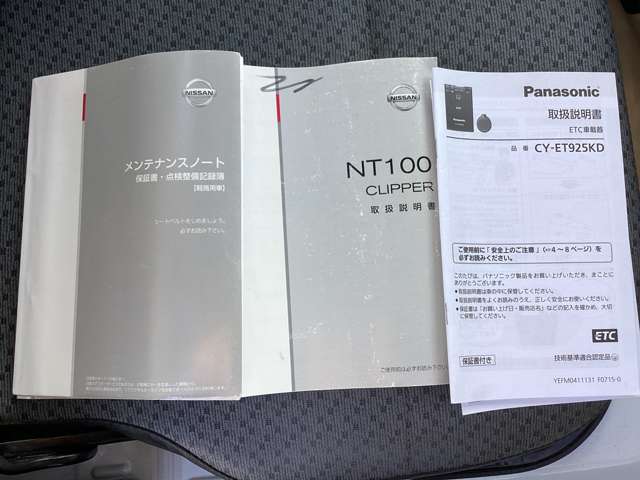 NISSAN
メンテナンスノート
保証書・点検整備記録簿
【軽商用車】
シートベルトをしめましょう。
必ずお読みください。
NISSAN
NT100
CLIPPER
取扱説明書
ご使用前に必ずお読みください。
Panasonic
取扱説明書
ETC車載器
品番 CY-ET925KD
ご使用前に「安全上のご注意」(⇨4～8ページ)を
必ずお読みください。
このたびは、パナソニック製品をお買い上げいただき、まことに
ありがとうございます。
●取扱説明書は車の中に保管してください。
●取扱説明書をよくお読みのうえ、正しく安全にお使いください。
●保証書は「お買い上げ日・販売店名」などの記入を確かめ、大切
に保管してください。
ETC
保証書付き
技術基準適合認定品
YEFM0411131 F0715-0